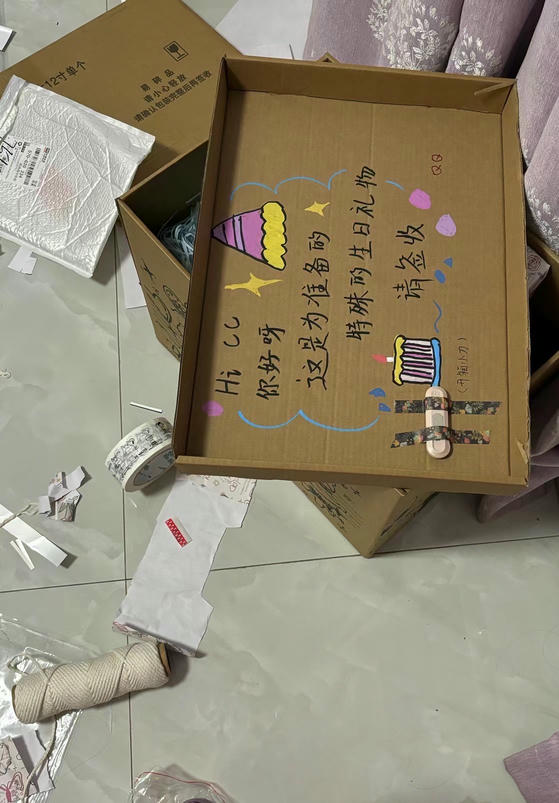 12寸单个
易碎品
请小心轻放
请确认包装完整后再签收
Hi CC
你好呀
这是为准备的
特殊的生日礼物
请签收
QQ
(开箱小刀)